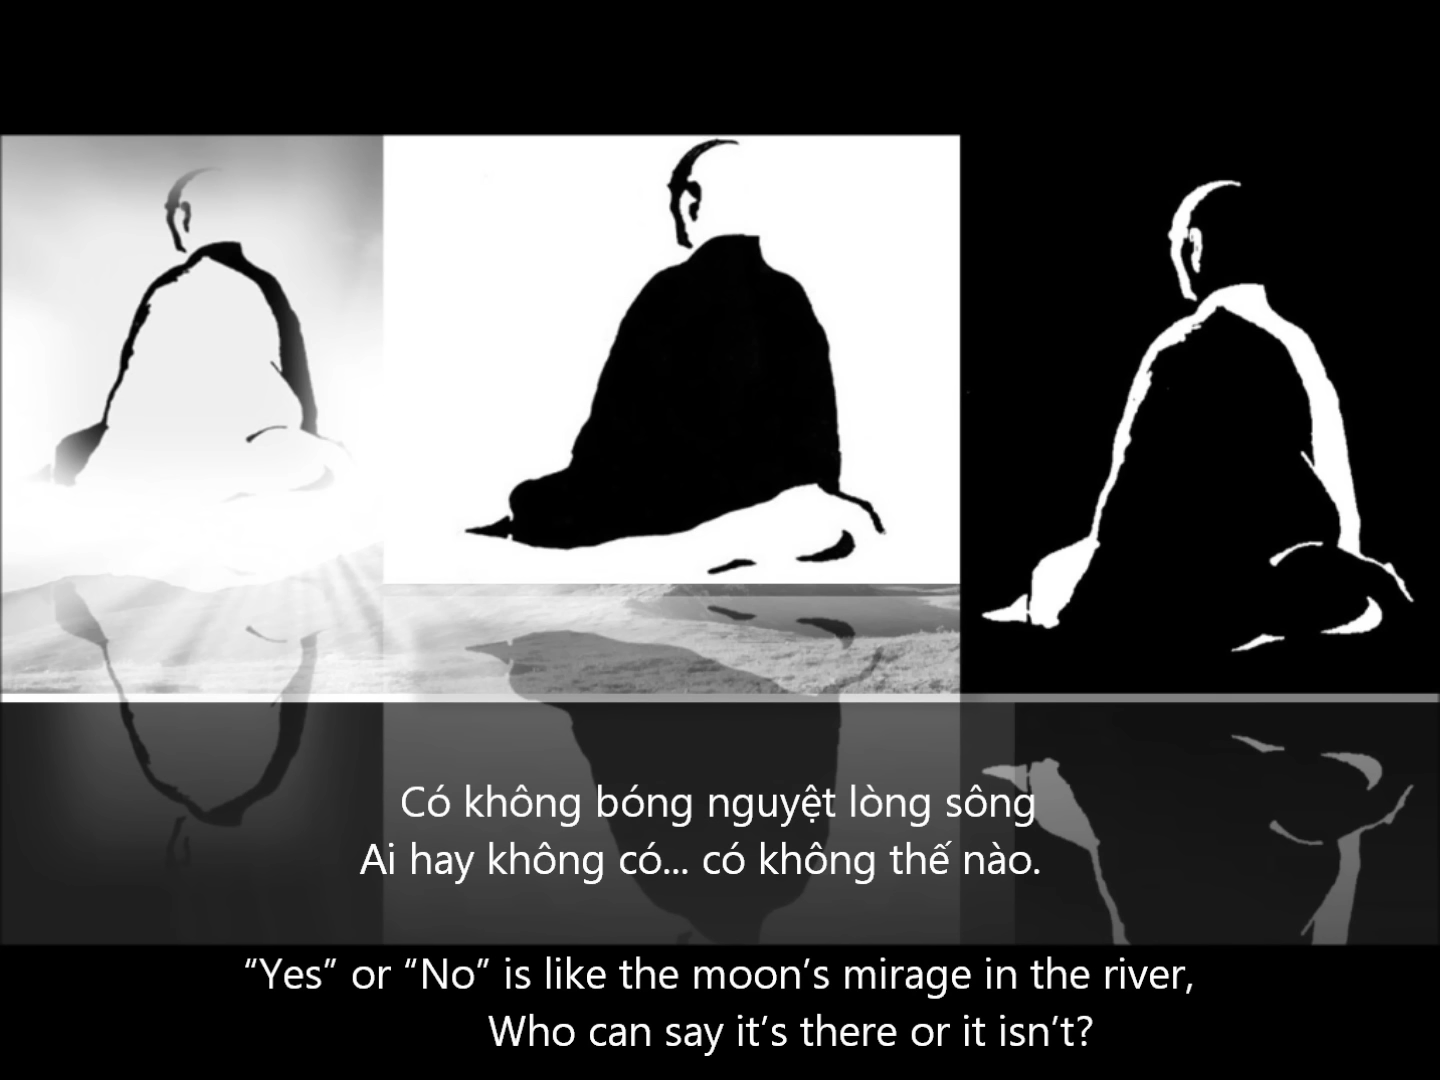 Có không bóng nguyệt lòng sông
Ai hay không có... có không thế nào.
“Yes” or “No” is like the moon’s mirage in the river,
Who can say it’s there or it isn’t?